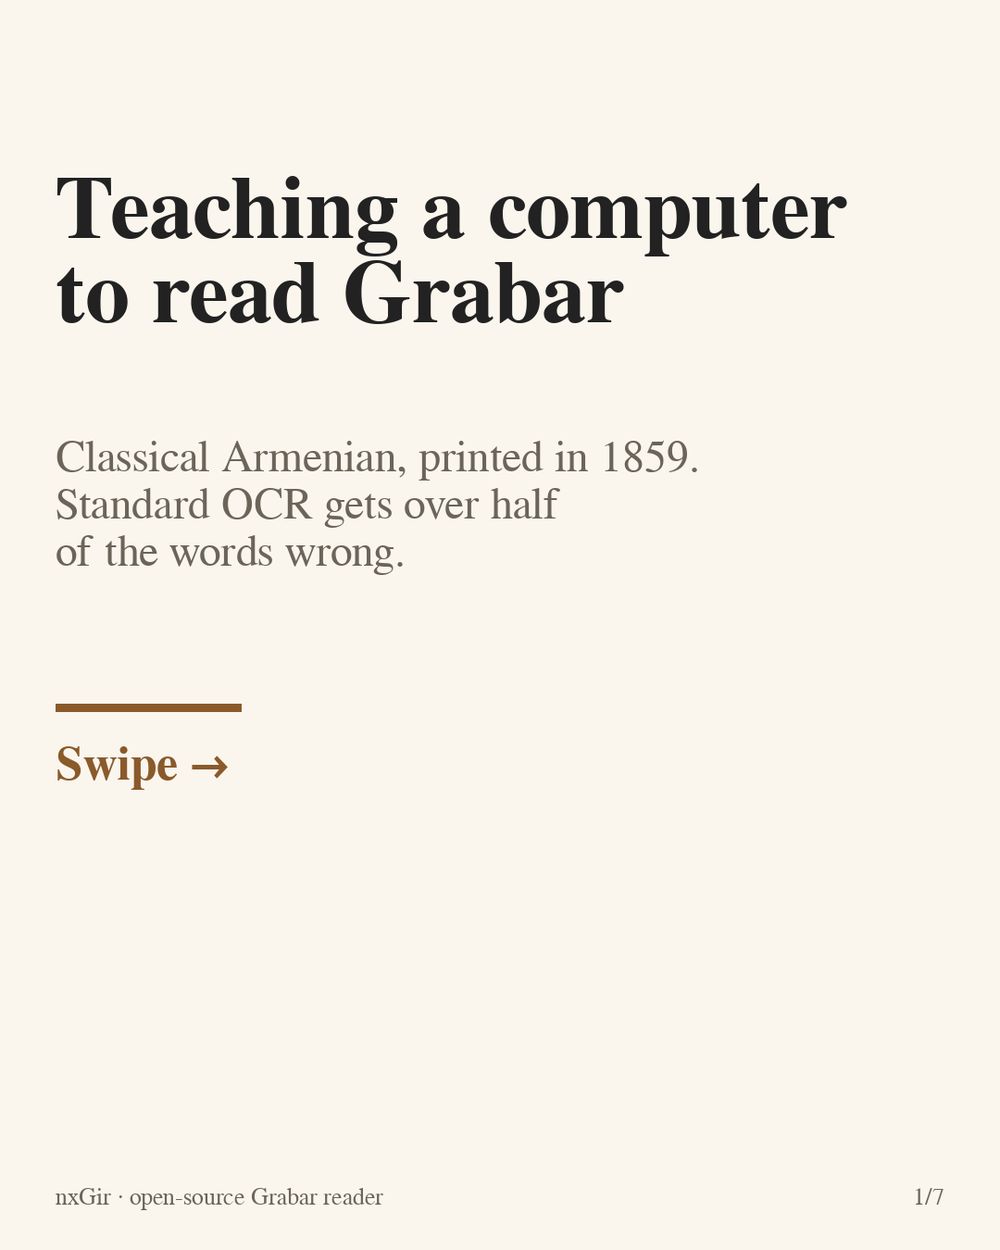 Teaching a computer
to read Grabar
Classical Armenian, printed in 1859.
Standard OCR gets over half
of the words wrong.
Swipe →
nxGir · open-source Grabar reader
1/7